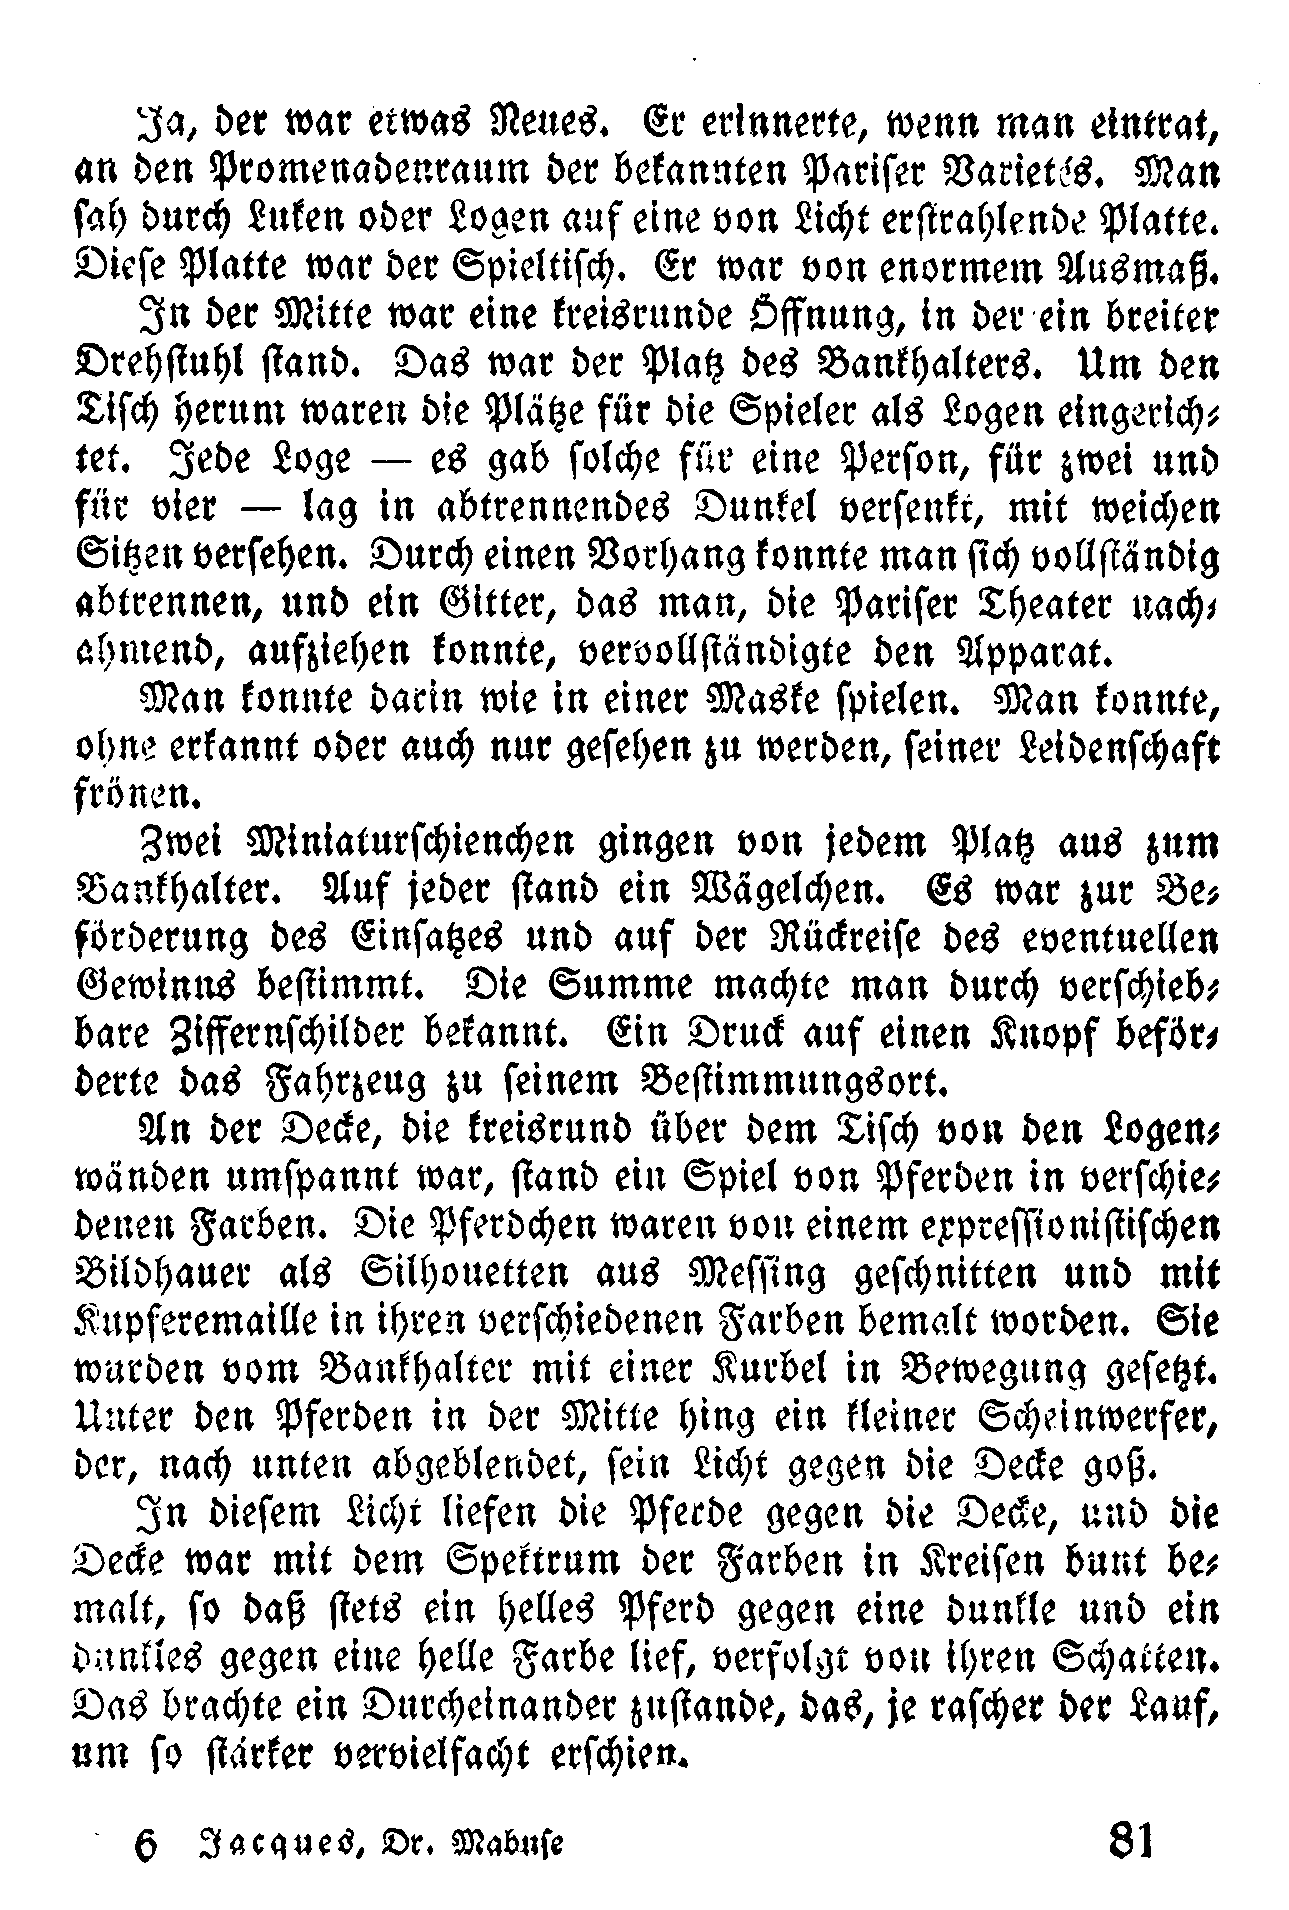 Ja, der war etwas Neues. Er erinnerte, wenn man eintrat,
an den Promenadenraum der bekannten Pariser Varietés. Man
sah durch Luken oder Logen auf eine von Licht erstrahlende Platte.
Diese Platte war der Spieltisch. Er war von enormem Ausmaß.
In der Mitte war eine kreisrunde Öffnung, in der ein breiter
Drehstuhl stand. Das war der Platz des Bankhalters. Um den
Tisch herum waren die Plätze für die Spieler als Logen eingerich-
tet. Jede Loge — es gab solche für eine Person, für zwei und
für vier — lag in abtrennendes Dunkel versenkt, mit weichen
Sitzen versehen. Durch einen Vorhang konnte man sich vollständig
abtrennen, und ein Gitter, das man, die Pariser Theater nach-
ahmend, aufziehen konnte, vervollständigte den Apparat.
Man konnte darin wie in einer Maske spielen. Man konnte,
ohne erkannt oder auch nur gesehen zu werden, seiner Leidenschaft
frönen.
Zwei Miniaturschienchen gingen von jedem Platz aus zum
Bankhalter. Auf jeder stand ein Wägelchen. Es war zur Be-
förderung des Einsatzes und auf der Rückreise des eventuellen
Gewinns bestimmt. Die Summe machte man durch verschieb-
bare Ziffernschilder bekannt. Ein Druck auf einen Knopf beför-
derte das Fahrzeug zu seinem Bestimmungsort.
An der Decke, die kreisrund über dem Tisch von den Logen-
wänden umspannt war, stand ein Spiel von Pferden in verschie-
denen Farben. Die Pferdchen waren von einem expressionistischen
Bildhauer als Silhouetten aus Messing geschnitten und mit
Kupferemaille in ihren verschiedenen Farben bemalt worden. Sie
wurden vom Bankhalter mit einer Kurbel in Bewegung gesetzt.
Unter den Pferden in der Mitte hing ein kleiner Scheinwerfer,
der, nach unten abgeblendet, sein Licht gegen die Decke goß.
In diesem Licht liefen die Pferde gegen die Decke, und die
Decke war mit dem Spektrum der Farben in Kreisen bunt be-
malt, so daß stets ein helles Pferd gegen eine dunkle und ein
dunkles gegen eine helle Farbe lief, verfolgt von ihren Schatten.
Das brachte ein Durcheinander zustande, das, je rascher der Lauf,
um so stärker vervielfacht erschien.
6 Jacques, Dr. Mabuse 81